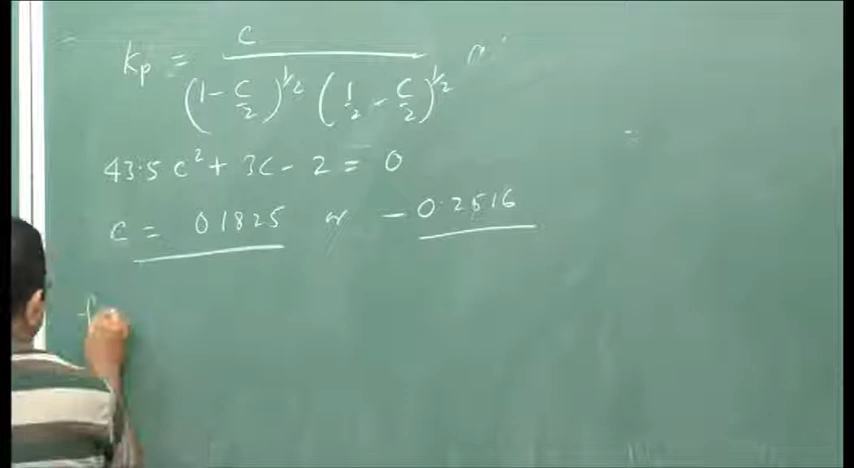 Kp = c / (1 - c/2)^1/2 (1/2 - c/2)^1/2
43.5 c² + 3c - 2 = 0
c = 0.1825 or - 0.2516